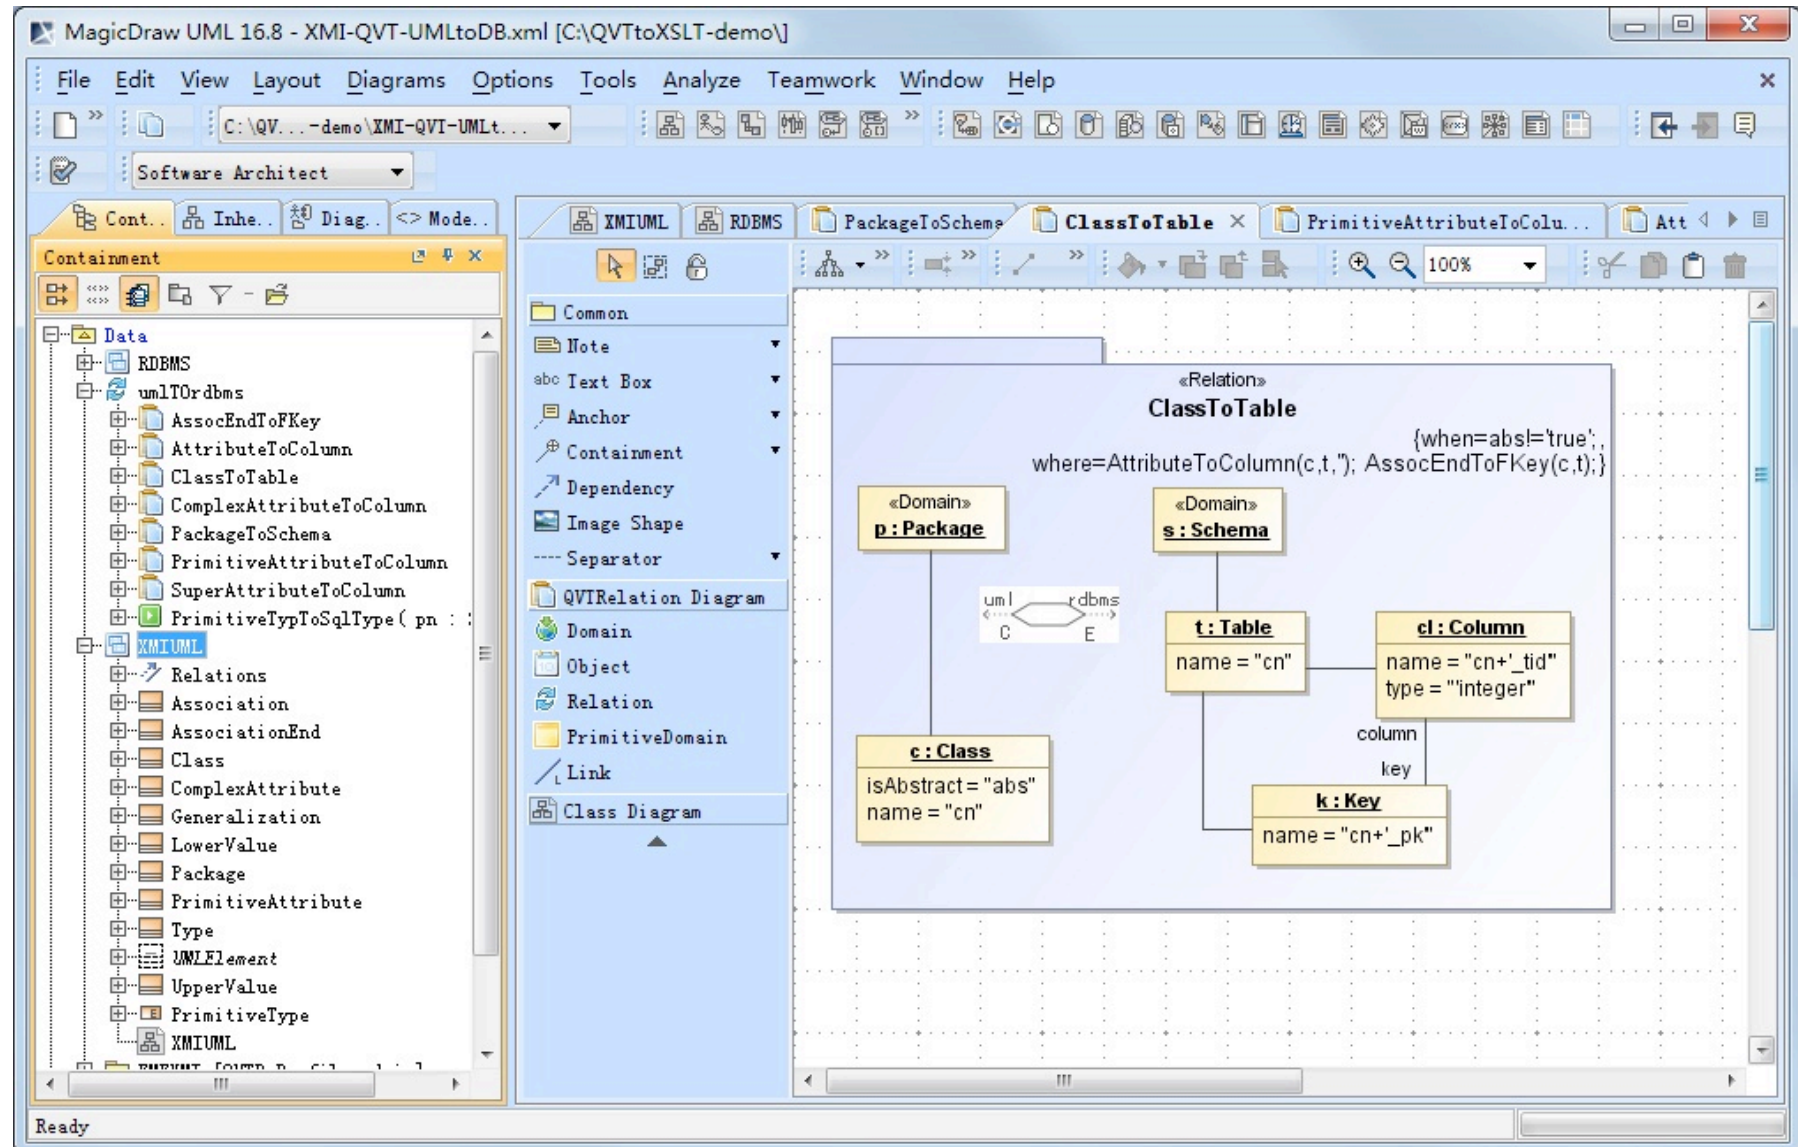 MagicDraw UML 16.8 - XMI-QVT-UMLtoDB.xml [C:\QVTtoXSLT-demo\]
File Edit View Layout Diagrams Options Tools Analyze Teamwork Window Help
C:\QV...-demo\XMI-QVT-UMLt...
Software Architect
Cont.. Inhe.. Diag.. <> Mode..
Containment
Data
RDBMS
umlTOrdbms
AssocEndToFKey
AttributeToColumn
ClassToTable
ComplexAttributeToColumn
PackageToSchema
PrimitiveAttributeToColumn
SuperAttributeToColumn
PrimitiveTypToSqlType( pn :
XMIUML
Relations
Association
AssociationEnd
Class
ComplexAttribute
Generalization
LowerValue
Package
PrimitiveAttribute
Type
UMLElement
UpperValue
PrimitiveType
XMIUML
XMIUML RDBMS PackageToSchema ClassToTable PrimitiveAttributeToColu... Att
100%
Common
Note
abc Text Box
Anchor
Containment
Dependency
Image Shape
Separator
QVTRelation Diagram
Domain
Object
Relation
PrimitiveDomain
Link
Class Diagram
«Relation»
ClassToTable
{when=abs!='true'; ,
where=AttributeToColumn(c,t,''); AssocEndToFKey(c,t);}
«Domain»
p : Package
«Domain»
s : Schema
uml rdbms
C E
t : Table
name = "cn"
cl : Column
name = "cn+'_tid'"
type = "'integer'"
column
key
c : Class
isAbstract = "abs"
name = "cn"
k : Key
name = "cn+'_pk'"
Ready